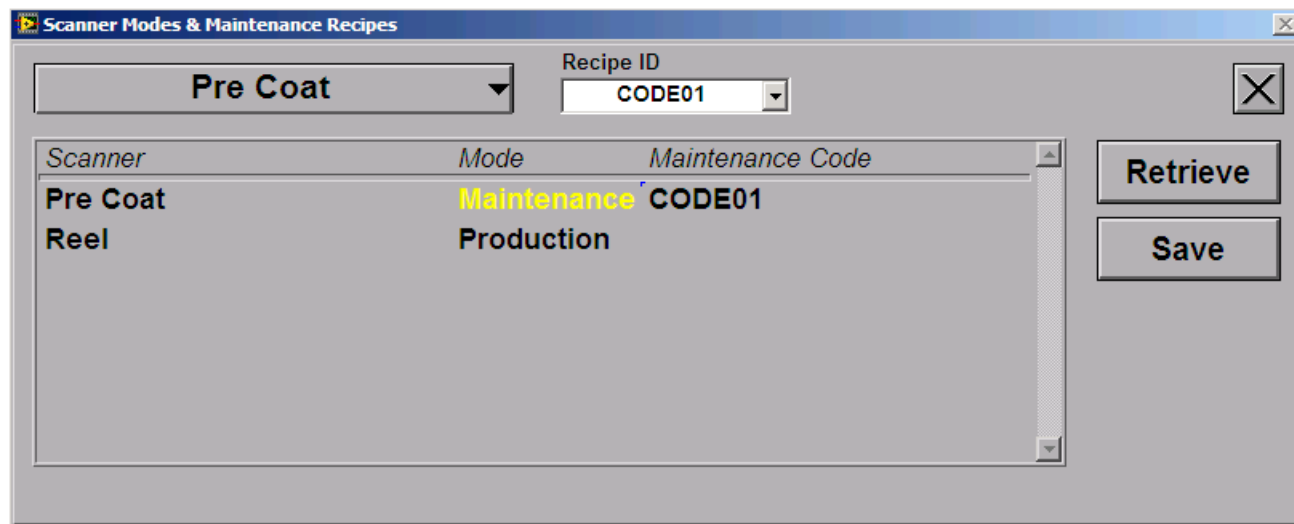 Scanner Modes & Maintenance Recipes
Recipe ID
Pre Coat CODE01
Scanner Mode Maintenance Code
Retrieve
Pre Coat Maintenance CODE01
Reel Production
Save